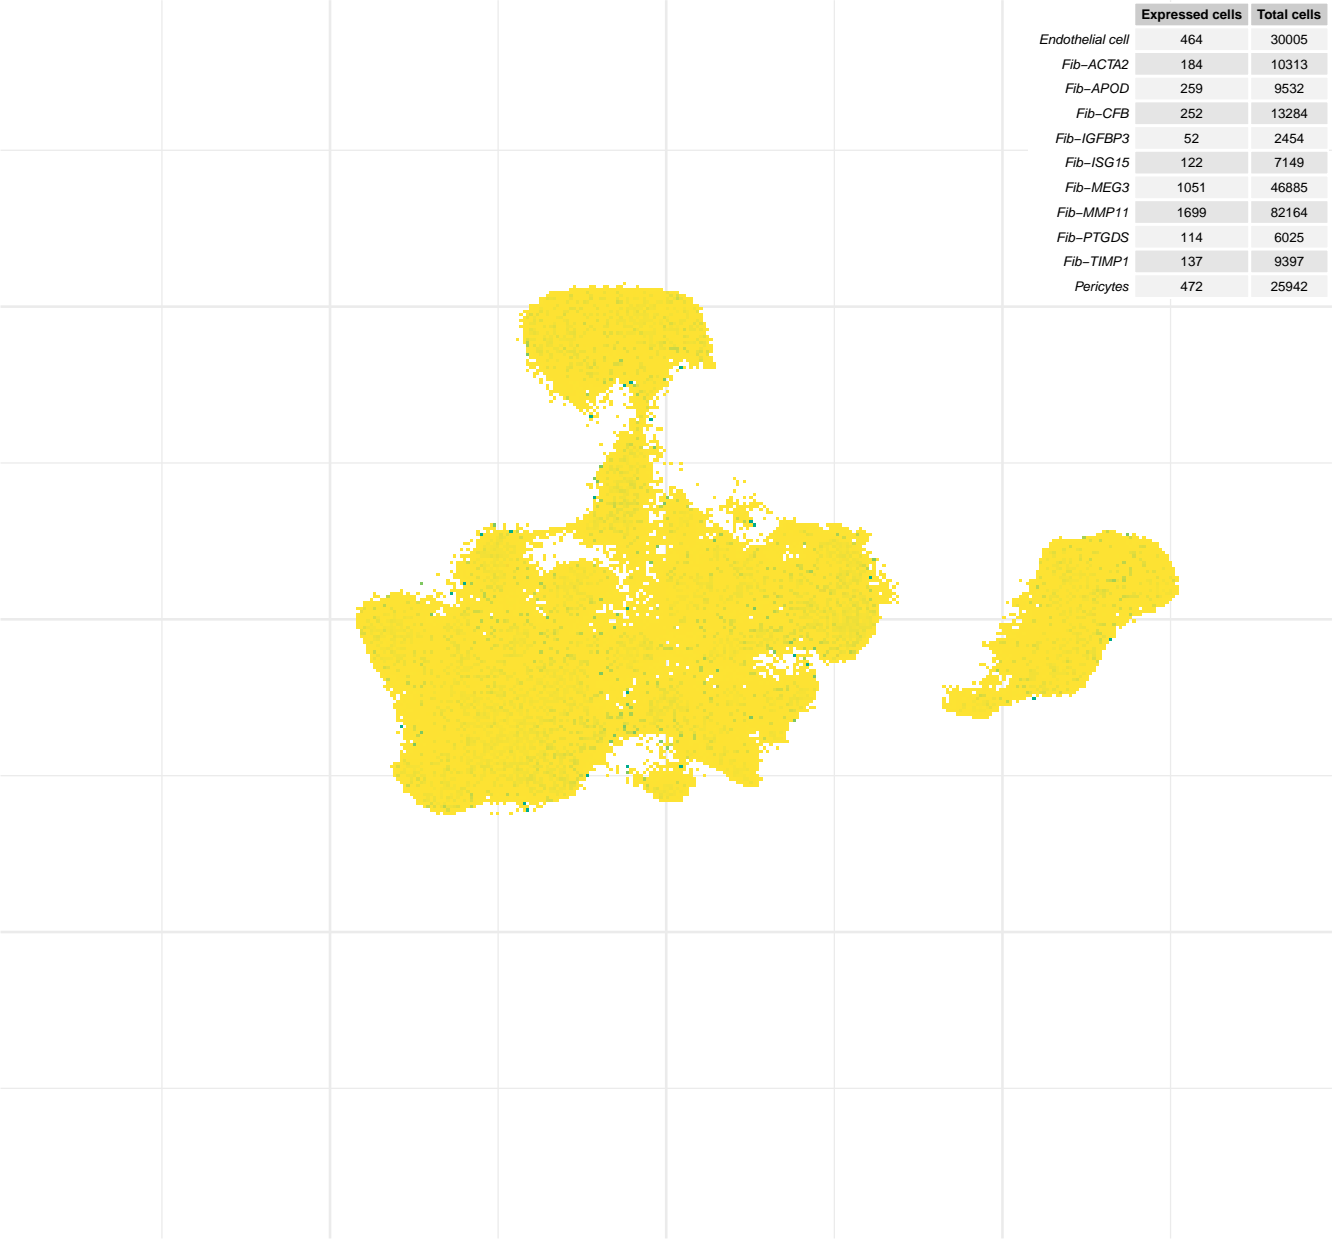 Expressed cells Total cells
Endothelial cell 464 30005
Fib−ACTA2 184 10313
Fib−APOD 259 9532
Fib−CFB 252 13284
Fib−IGFBP3 52 2454
Fib−ISG15 122 7149
Fib−MEG3 1051 46885
Fib−MMP11 1699 82164
Fib−PTGDS 114 6025
Fib−TIMP1 137 9397
Pericytes 472 25942